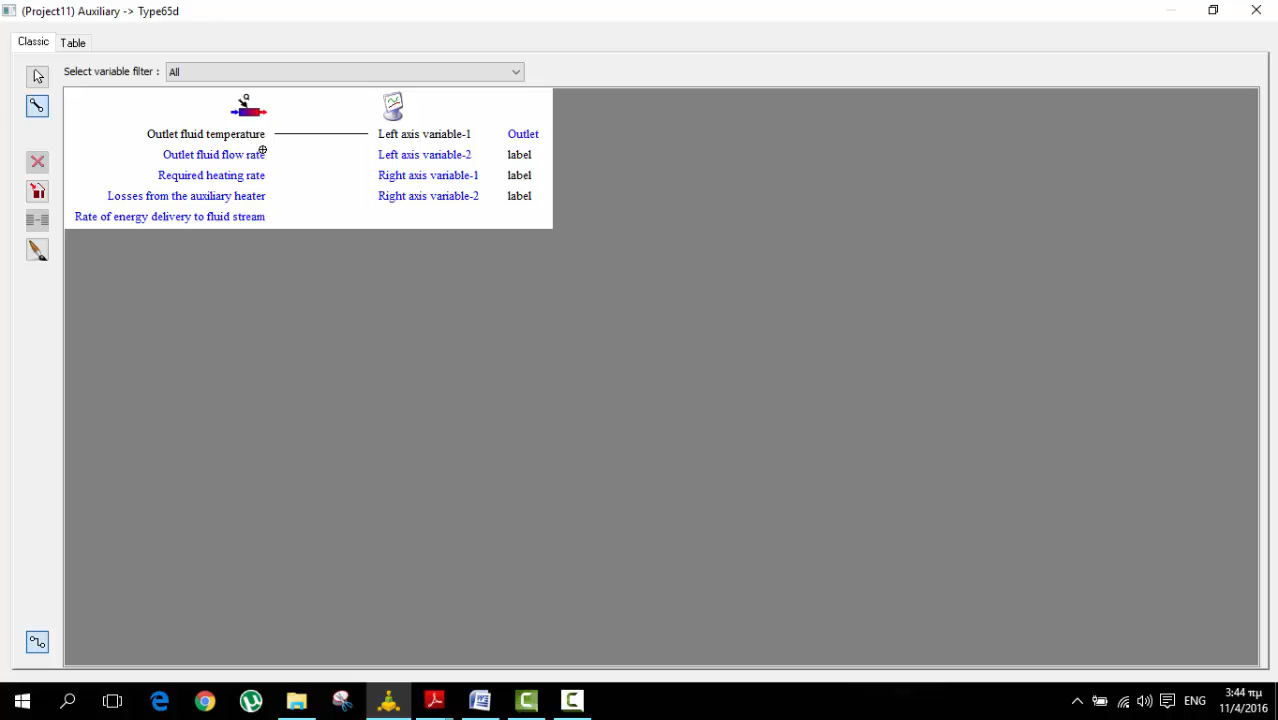 (Project11) Auxiliary -> Type65d
Classic Table
Select variable filter : All
Outlet fluid temperature Left axis variable-1 Outlet
Outlet fluid flow rate Left axis variable-2 label
Required heating rate Right axis variable-1 label
Losses from the auxiliary heater Right axis variable-2 label
Rate of energy delivery to fluid stream
ENG
3:44 πμ
11/4/2016